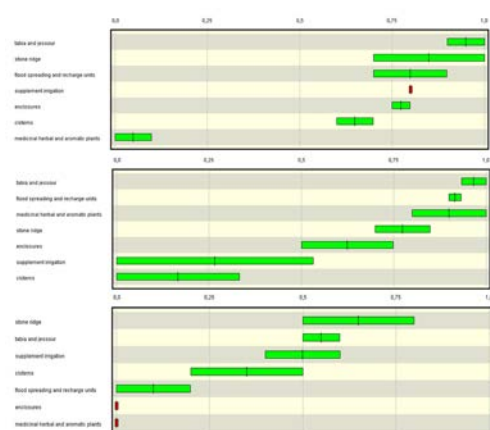 0,0 0,25 0,5 0,75 1,0
tabia and jessour
stone ridge
flood spreading and recharge units
supplement irrigation
enclosures
cisterns
medicinal herbal and aromatic plants
0,0 0,25 0,5 0,75 1,0
tabia and jessour
flood spreading and recharge units
medicinal herbal and aromatic plants
stone ridge
enclosures
supplement irrigation
cisterns
0,0 0,25 0,5 0,75 1,0
stone ridge
tabia and jessour
supplement irrigation
cisterns
flood spreading and recharge units
enclosures
medicinal herbal and aromatic plants